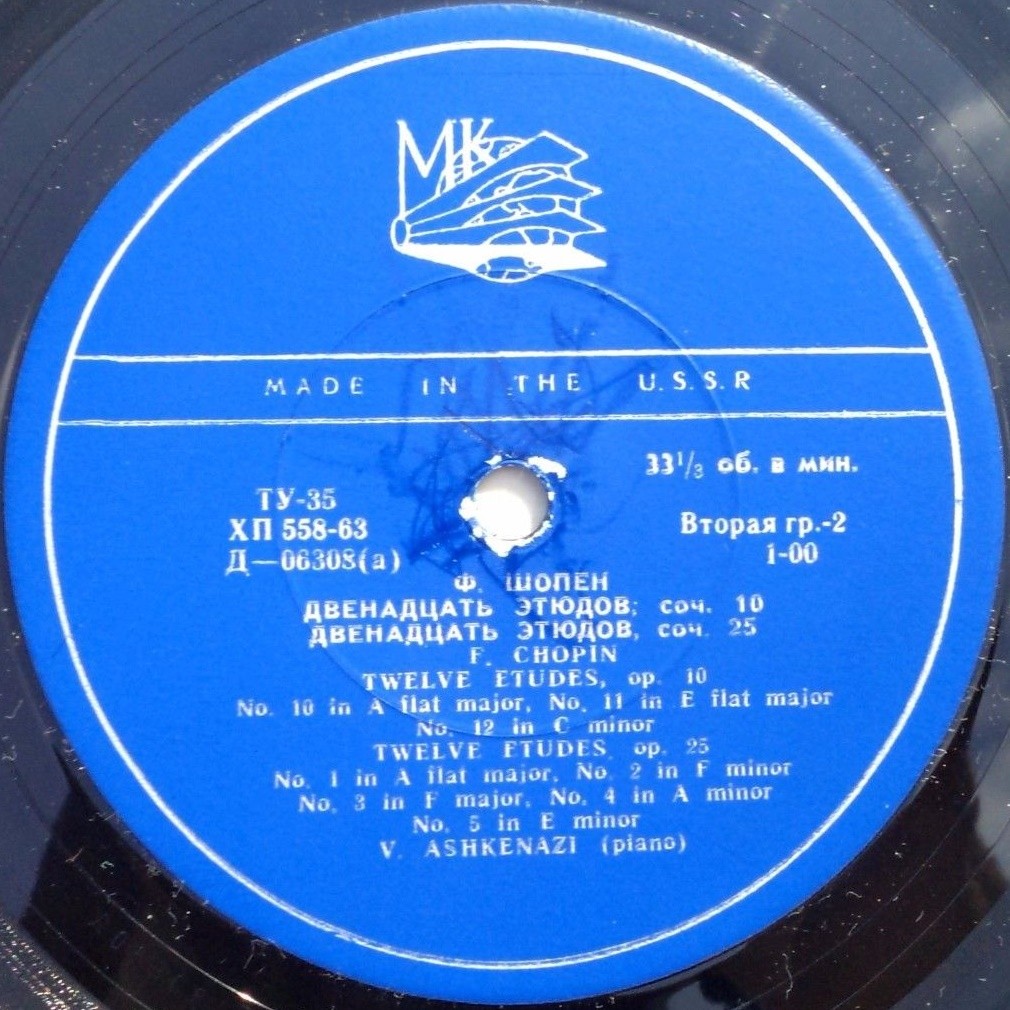 МК
MADE IN THE U.S.S.R
33 1/3 об. в мин.
ТУ-35
ХП 558-63
Д—06308(а)
Вторая гр.-2
1-00
Ф. ШОПЕН
ДВЕНАДЦАТЬ ЭТЮДОВ, соч. 10
ДВЕНАДЦАТЬ ЭТЮДОВ, соч. 25
F. CHOPIN
TWELVE ETUDES, op. 10
No. 10 in A flat major, No. 11 in E flat major
No. 12 in C minor
TWELVE ETUDES, op. 25
No. 1 in A flat major, No. 2 in F minor
No. 3 in F major, No. 4 in A minor
No. 5 in E minor
V. ASHKENAZI (piano)